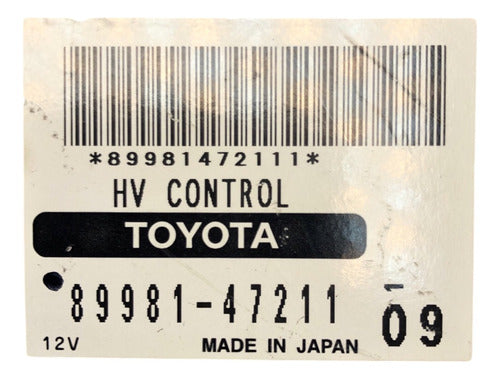 *89981472111*
HV CONTROL
TOYOTA
89981-47211 09
12V MADE IN JAPAN